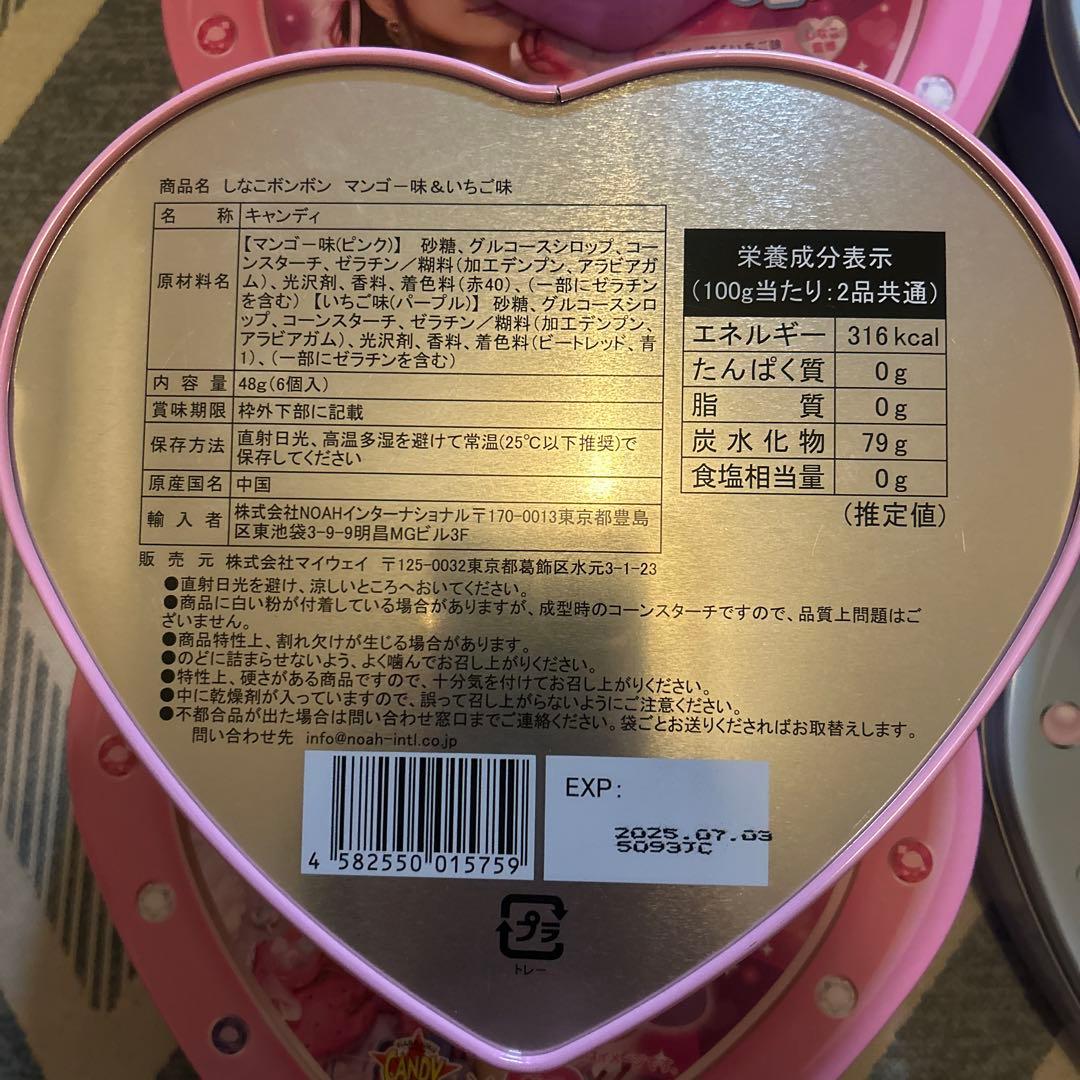 しなこ
監修
商品名 しなこボンボン マンゴー味&いちご味
名 称 キャンディ
原材料名 【マンゴー味(ピンク)】 砂糖、グルコースシロップ、コー
ンスターチ、ゼラチン/糊料(加工デンプン、アラビアガ
ム)、光沢剤、香料、着色料(赤40)、(一部にゼラチン
を含む)【いちご味(パープル)】 砂糖、グルコースシロ
ップ、コーンスターチ、ゼラチン/糊料(加工デンプン、
アラビアガム)、光沢剤、香料、着色料(ビートレッド、青
1)、(一部にゼラチンを含む)
内 容 量 48g(6個入)
賞味期限 枠外下部に記載
保存方法 直射日光、高温多湿を避けて常温(25℃以下推奨)で
保存してください
原産国名 中国
輸 入 者 株式会社NOAHインターナショナル〒170-0013東京都豊島
区東池袋3-9-9明昌MGビル3F
販 売 元 株式会社マイウェイ 〒125-0032東京都葛飾区水元3-1-23
栄養成分表示
(100g当たり:2品共通)
エネルギー 316kcal
たんぱく質 0g
脂 質 0g
炭水化物 79g
食塩相当量 0g
(推定値)
●直射日光を避け、涼しいところへおいてください。
●商品に白い粉が付着している場合がありますが、成型時のコーンスターチですので、品質上問題はご
ざいません。
●商品特性上、割れ欠けが生じる場合があります。
●のどに詰まらせないよう、よく噛んでお召し上がりください。
●特性上、硬さがある商品ですので、十分気を付けてお召し上がりください。
●中に乾燥剤が入っていますので、誤って召し上がらないようにご注意ください。
●不都合品が出た場合は問い合わせ窓口までご連絡ください。袋ごとお送りくださればお取替えします。
問い合わせ先 info@noah-intl.co.jp
4 582550 015759
EXP:
2025.07.03
5093JC
プラ
トレー
CANDY